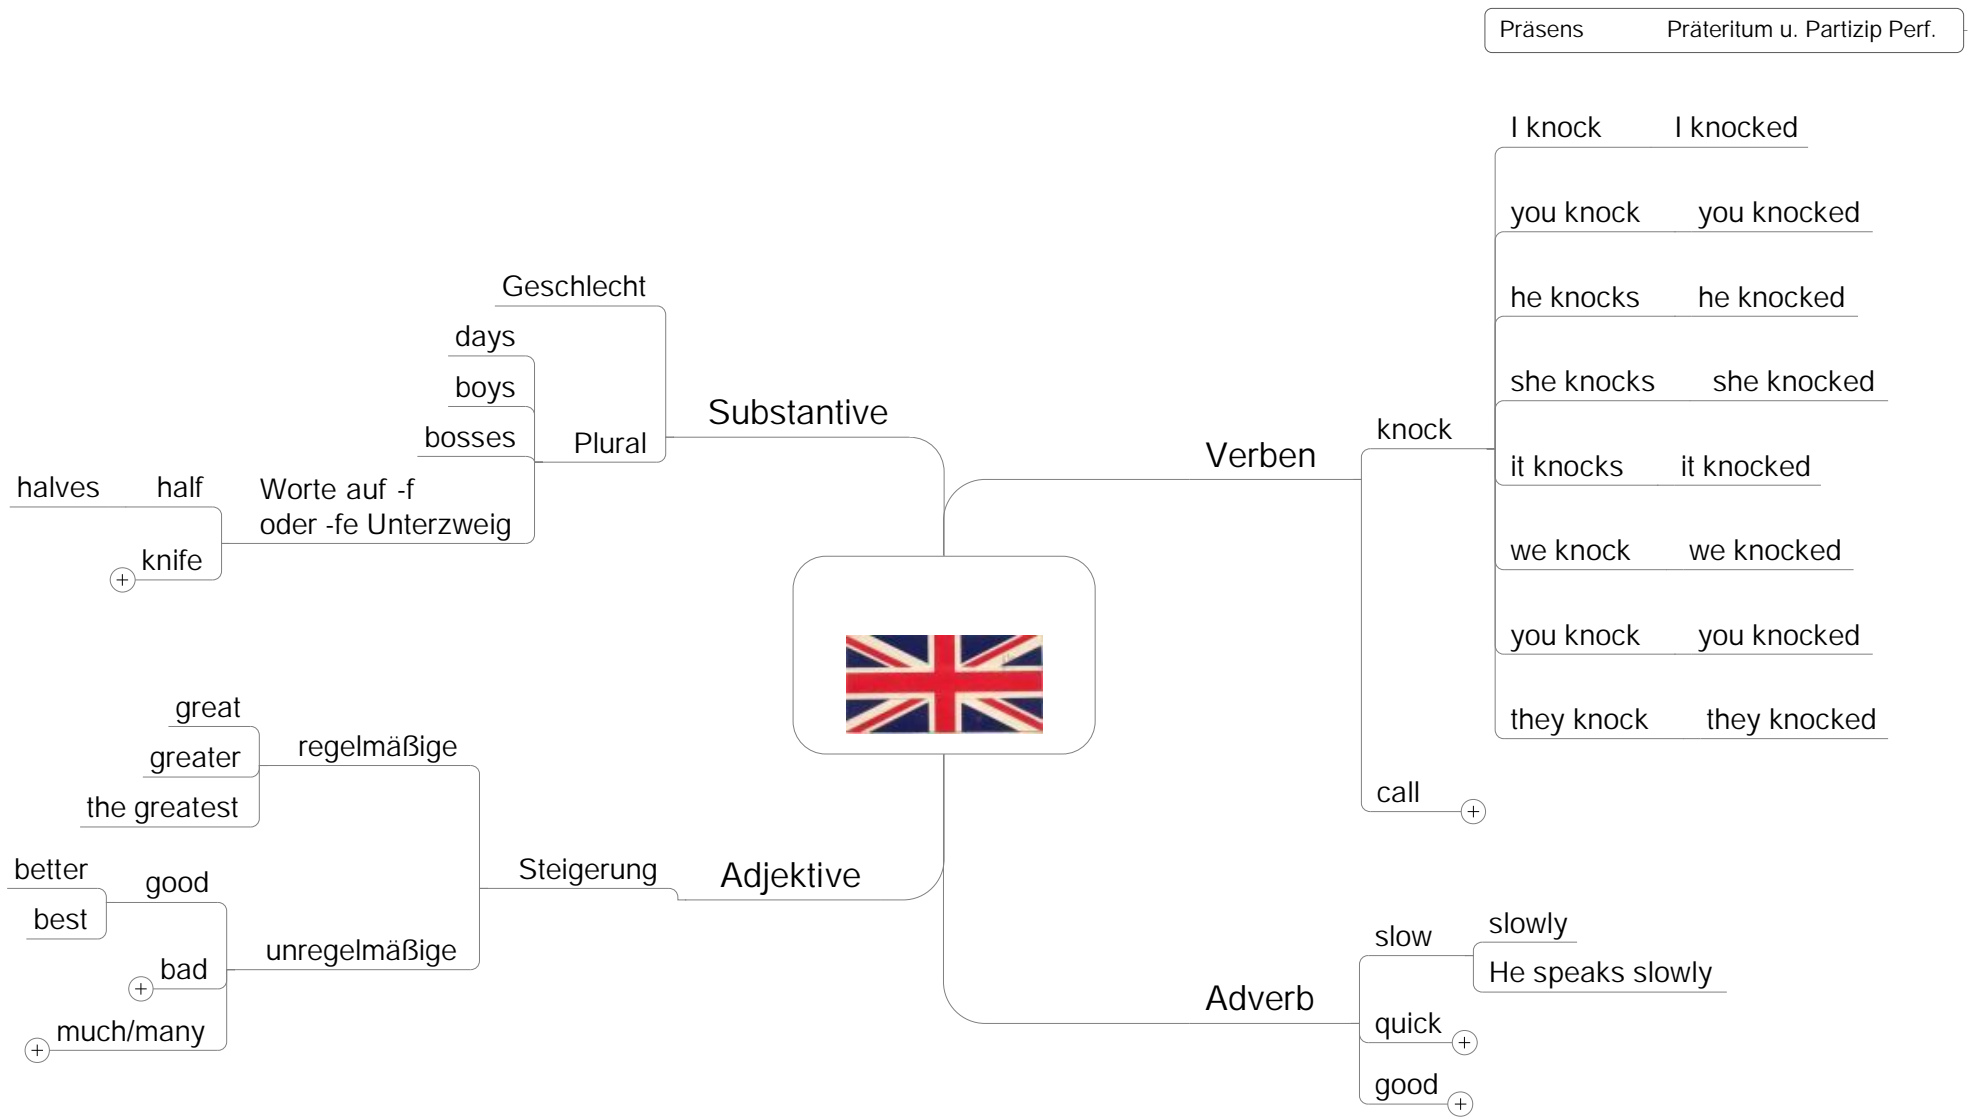 Präsens Präteritum u. Partizip Perf.
Substantive
Geschlecht
Plural
days
boys
bosses
Worte auf -f
oder -fe Unterzweig
half halves
knife
Adjektive
Steigerung
regelmäßige
great
greater
the greatest
unregelmäßige
good
better
best
bad
much/many
Verben
knock
I knock I knocked
you knock you knocked
he knocks he knocked
she knocks she knocked
it knocks it knocked
we knock we knocked
you knock you knocked
they knock they knocked
call
Adverb
slow
slowly
He speaks slowly
quick
good